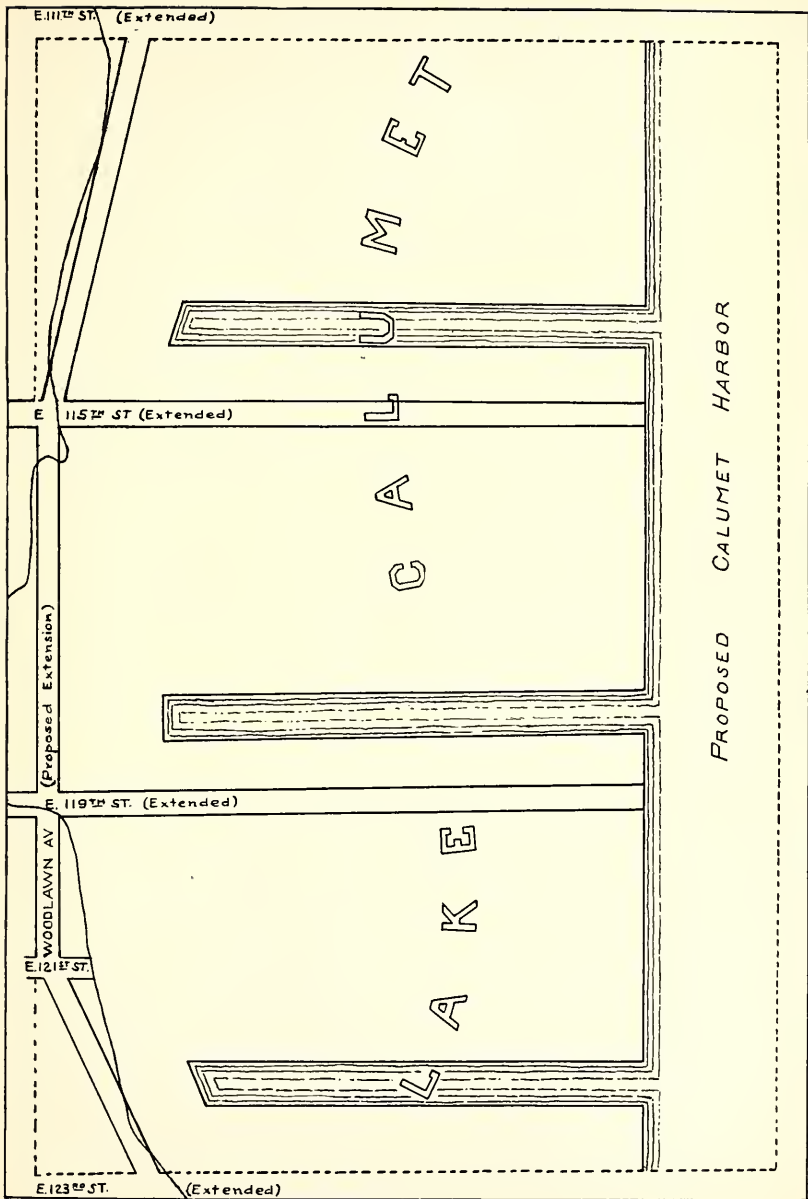 E. 111TH ST. (Extended)
E 115TH ST (Extended)
(Proposed Extension)
E. 119TH ST. (Extended)
WOODLAWN AV
E. 121ST ST.
E. 123RD ST. (Extended)
LAKE CALUMET
PROPOSED CALUMET HARBOR